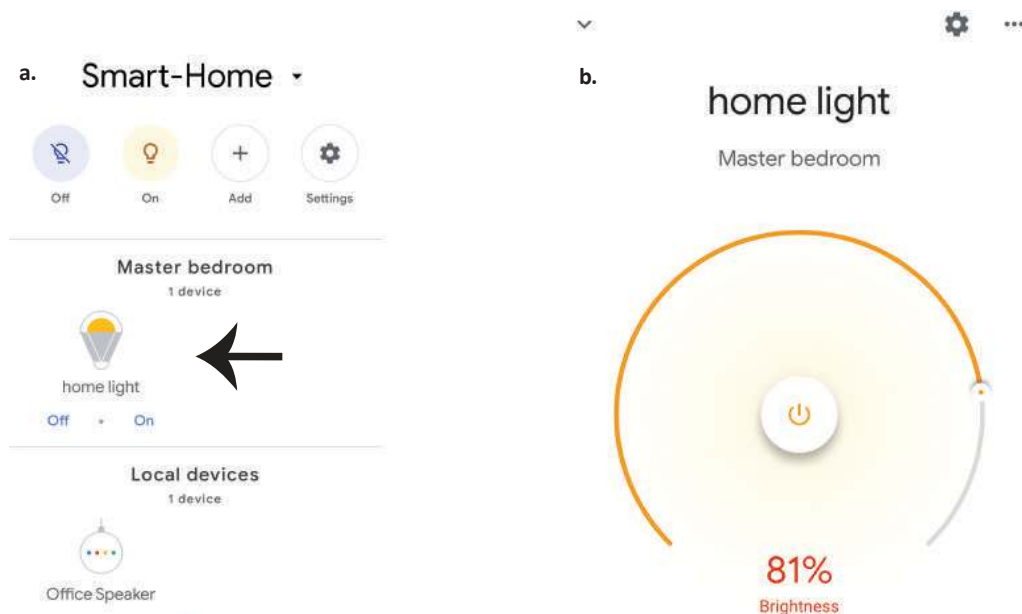 a.
Smart-Home
Off
On
Add
Settings
Master bedroom
1 device
home light
Off • On
Local devices
1 device
Office Speaker
b.
home light
Master bedroom
81%
Brightness